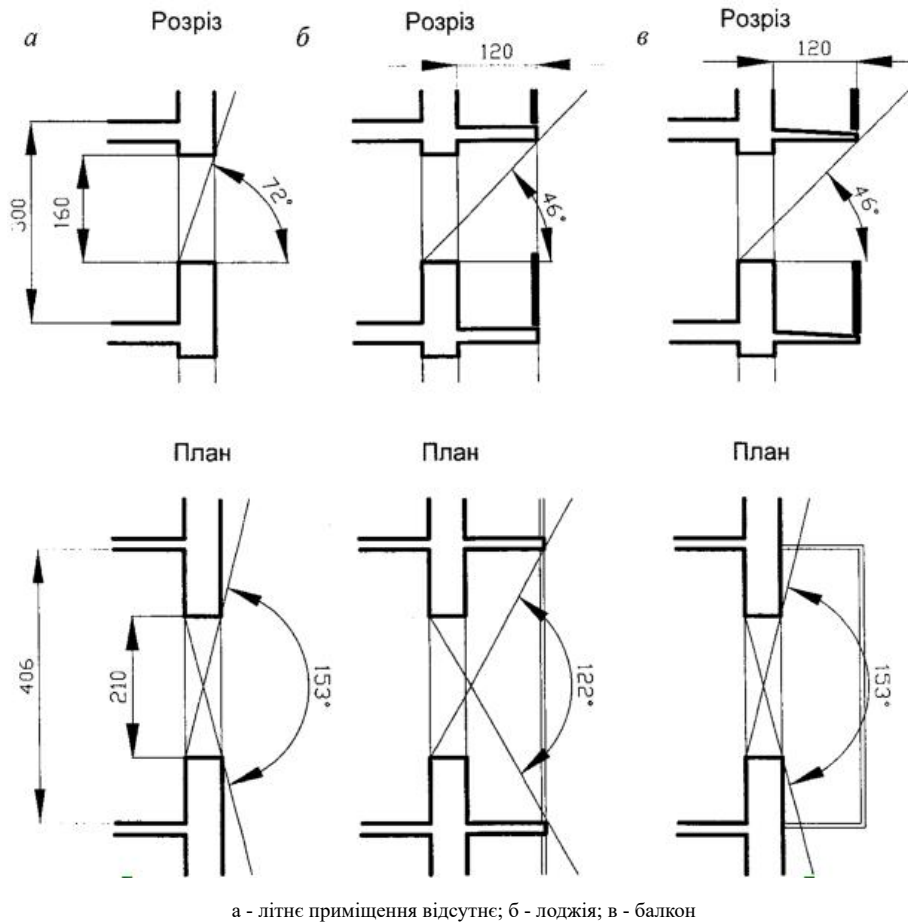 а Розріз б Розріз в Розріз
120 120
300 160 72° 46° 46°
План План План
406 210 153° 122° 153°
а - літнє приміщення відсутнє; б - лоджія; в - балкон